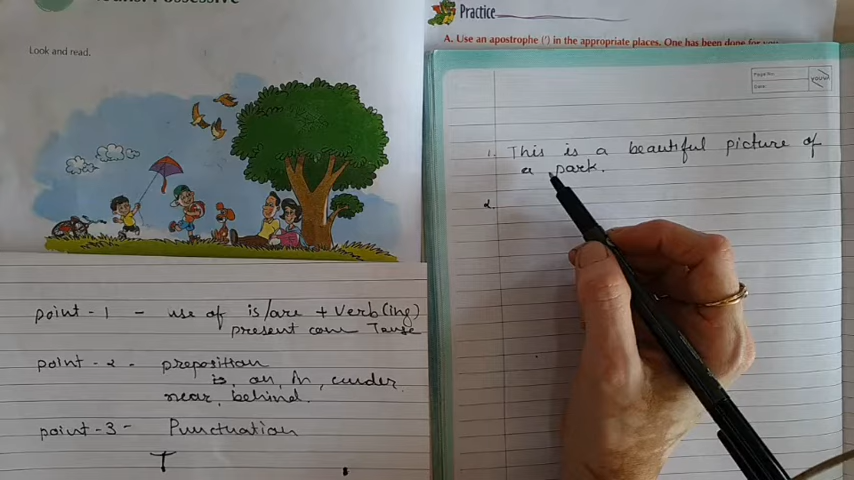 Possessive
Look and read.
Practice
A. Use an apostrophe (') in the appropriate places. One has been done for you.
1. This is a beautiful picture of
a park.
2.
point-1 - use of is/are + Verb(ing)
present con Tense
point-2- preposition
is, on, in, under
near, behind.
point-3- Punctuation
T .